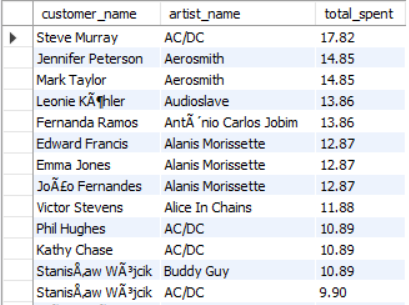 customer_name artist_name total_spent
Steve Murray AC/DC 17.82
Jennifer Peterson Aerosmith 14.85
Mark Taylor Aerosmith 14.85
Leonie KÃ¶hler Audioslave 13.86
Fernanda Ramos AntÃ´nio Carlos Jobim 13.86
Edward Francis Alanis Morissette 12.87
Emma Jones Alanis Morissette 12.87
JoÃ£o Fernandes Alanis Morissette 12.87
Victor Stevens Alice In Chains 11.88
Phil Hughes AC/DC 10.89
Kathy Chase AC/DC 10.89
StanisÅ‚aw WÃ³jcik Buddy Guy 10.89
StanisÅ‚aw WÃ³jcik AC/DC 9.90